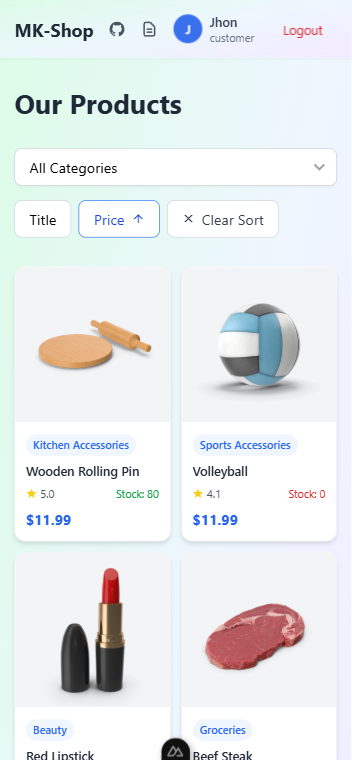 MK-Shop
J
Jhon
customer
Logout
Our Products
All Categories
Title
Price ↑
× Clear Sort
Kitchen Accessories
Wooden Rolling Pin
★ 5.0
Stock: 80
$11.99
Sports Accessories
Volleyball
★ 4.1
Stock: 0
$11.99
Beauty
Red Lipstick
Groceries
Beef Steak